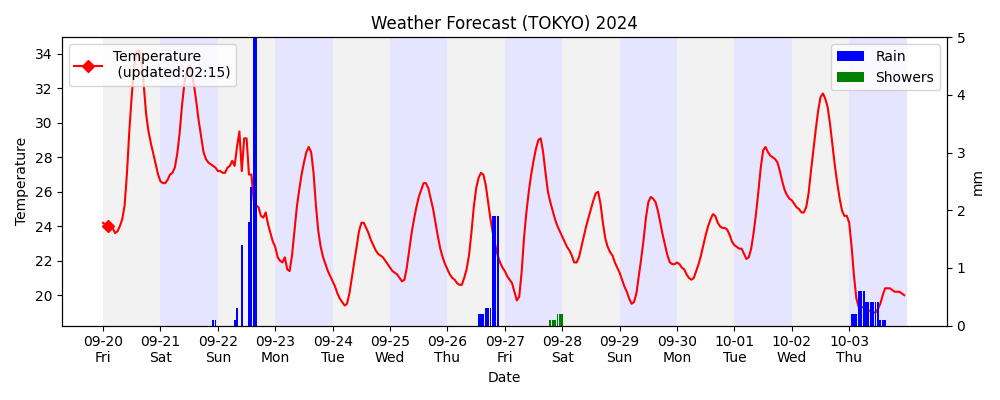 Weather Forecast (TOKYO) 2024
Temperature
(updated:02:15)
Rain
Showers
Temperature
34
32
30
28
26
24
22
20
5
4
3
2
1
0
mm
09-20 09-21 09-22 09-23 09-24 09-25 09-26 09-27 09-28 09-29 09-30 10-01 10-02 10-03
Fri Sat Sun Mon Tue Wed Thu Fri Sat Sun Mon Tue Wed Thu
Date